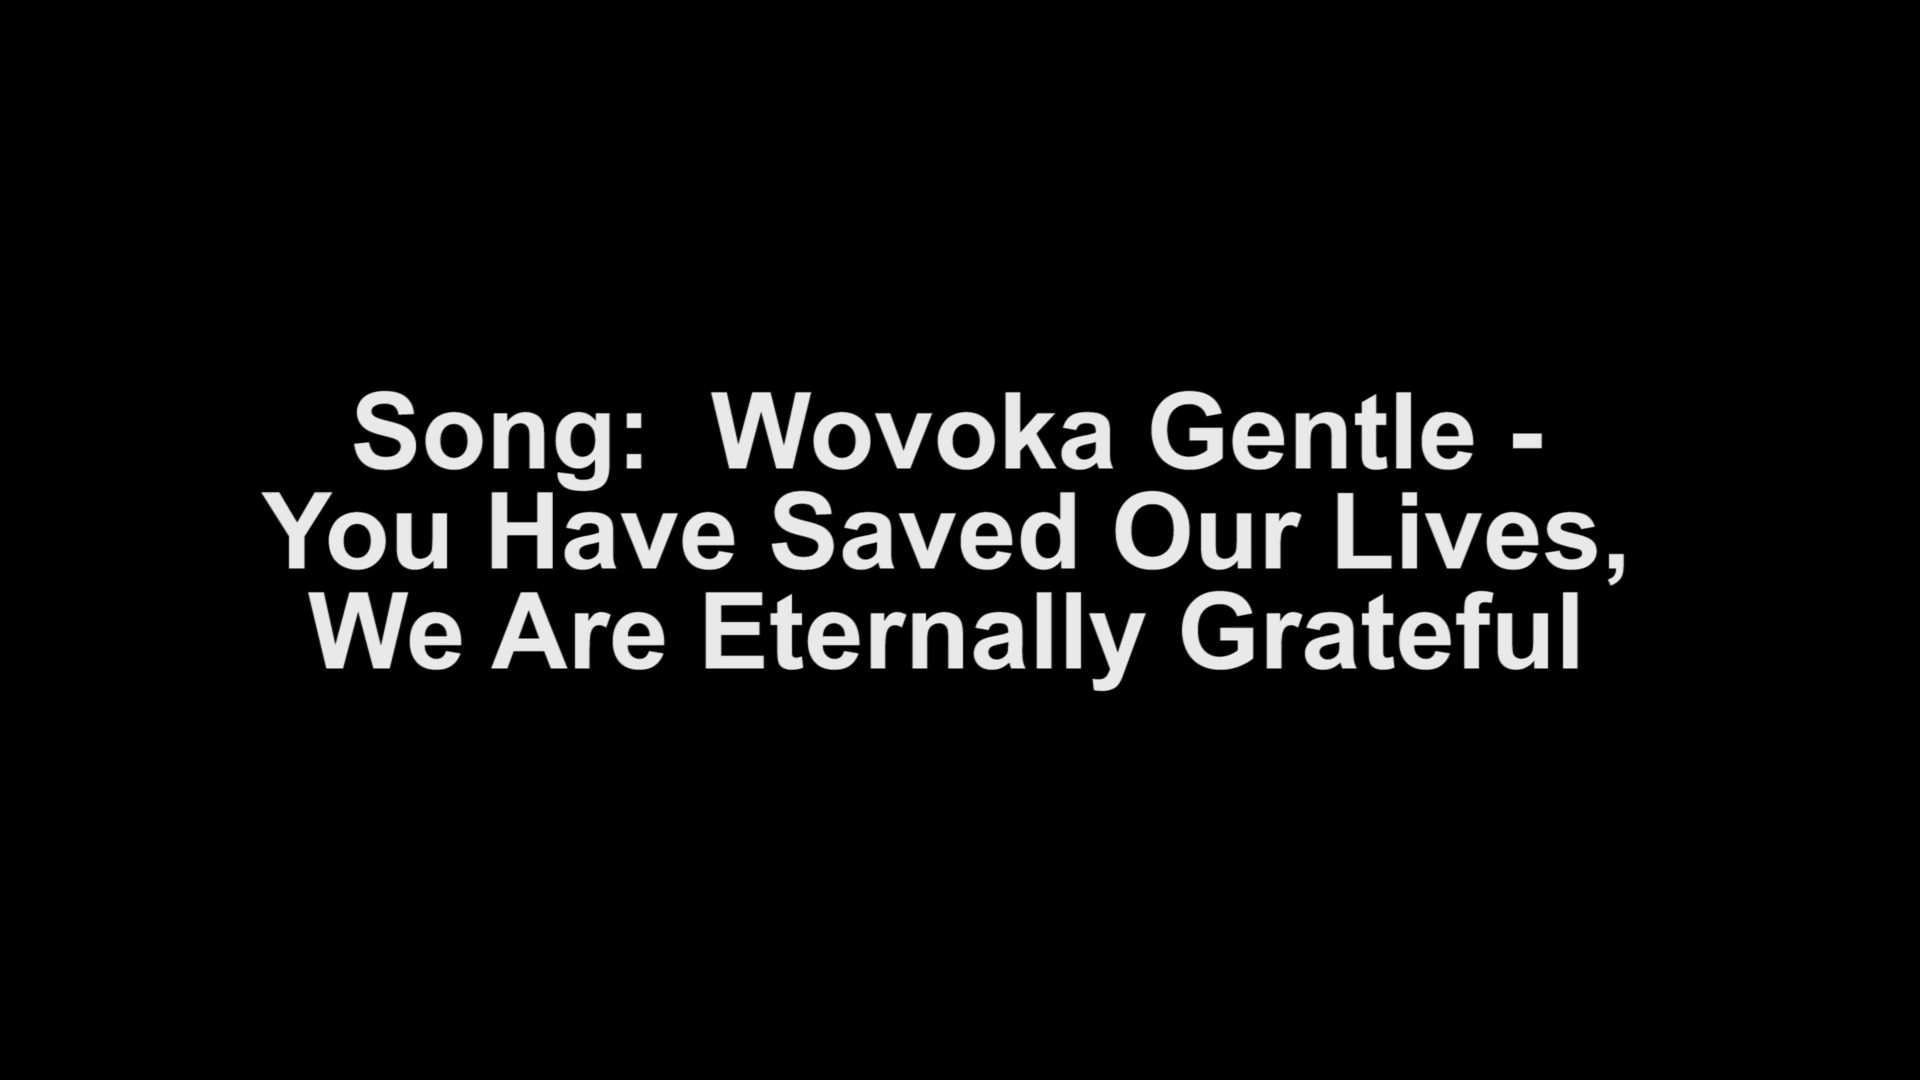 Song:  Wovoka Gentle -
You Have Saved Our Lives,
We Are Eternally Grateful